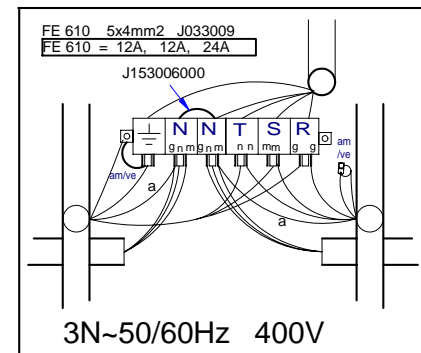 FE 610 5x4mm2 J033009
FE 610 = 12A, 12A, 24A
J153006000
N N T S R
g n m g n m n n m m g g
am/ve
am
/ve
a
a
3N~50/60Hz 400V